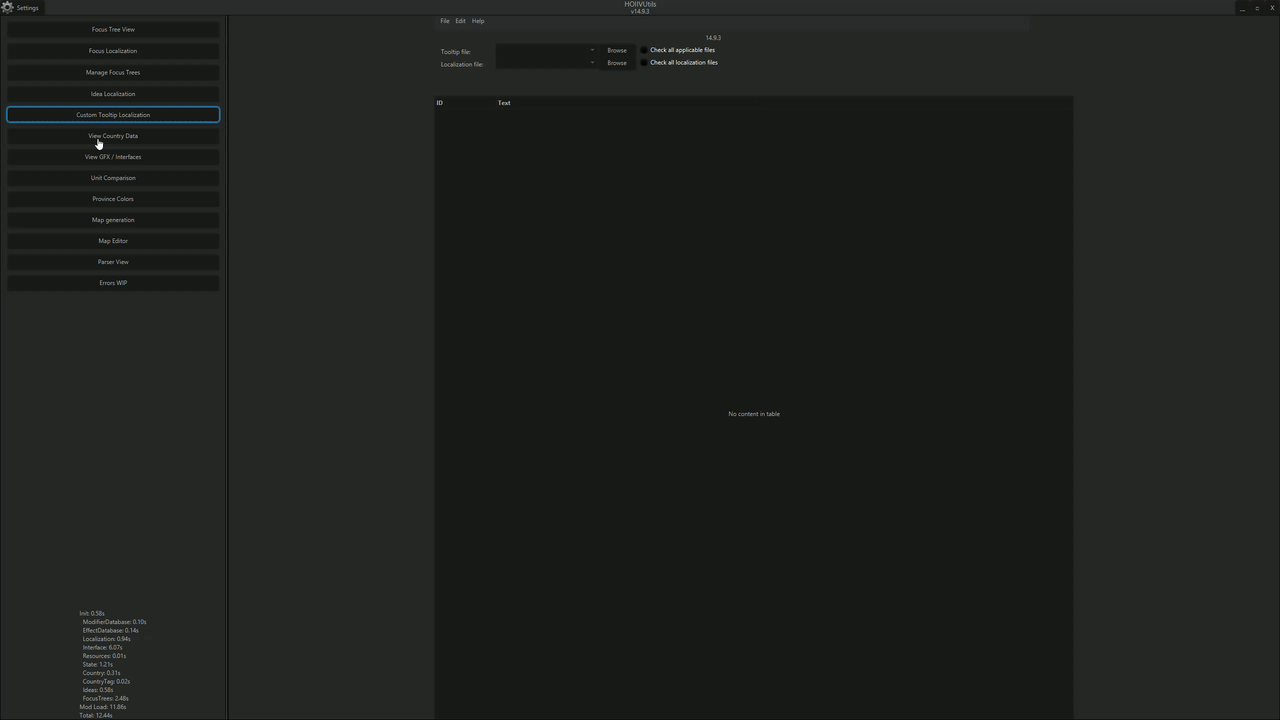 Settings
HOIIVUtils
v14.9.3
Focus Tree View
Focus Localization
Manage Focus Trees
Idea Localization
Custom Tooltip Localization
View Country Data
View GFX / Interfaces
Unit Comparison
Province Colors
Map generation
Map Editor
Parser View
Errors WIP
File Edit Help
14.9.3
Tooltip file: Browse Check all applicable files
Localization file: Browse Check all localization files
ID Text
No content in table
Init: 0.58s
ModifierDatabase: 0.10s
EffectDatabase: 0.14s
Localization: 0.94s
Interface: 6.07s
Resources: 0.01s
State: 1.21s
Country: 0.31s
CountryTag: 0.02s
Ideas: 0.58s
FocusTrees: 2.48s
Mod Load: 11.86s
Total: 12.44s